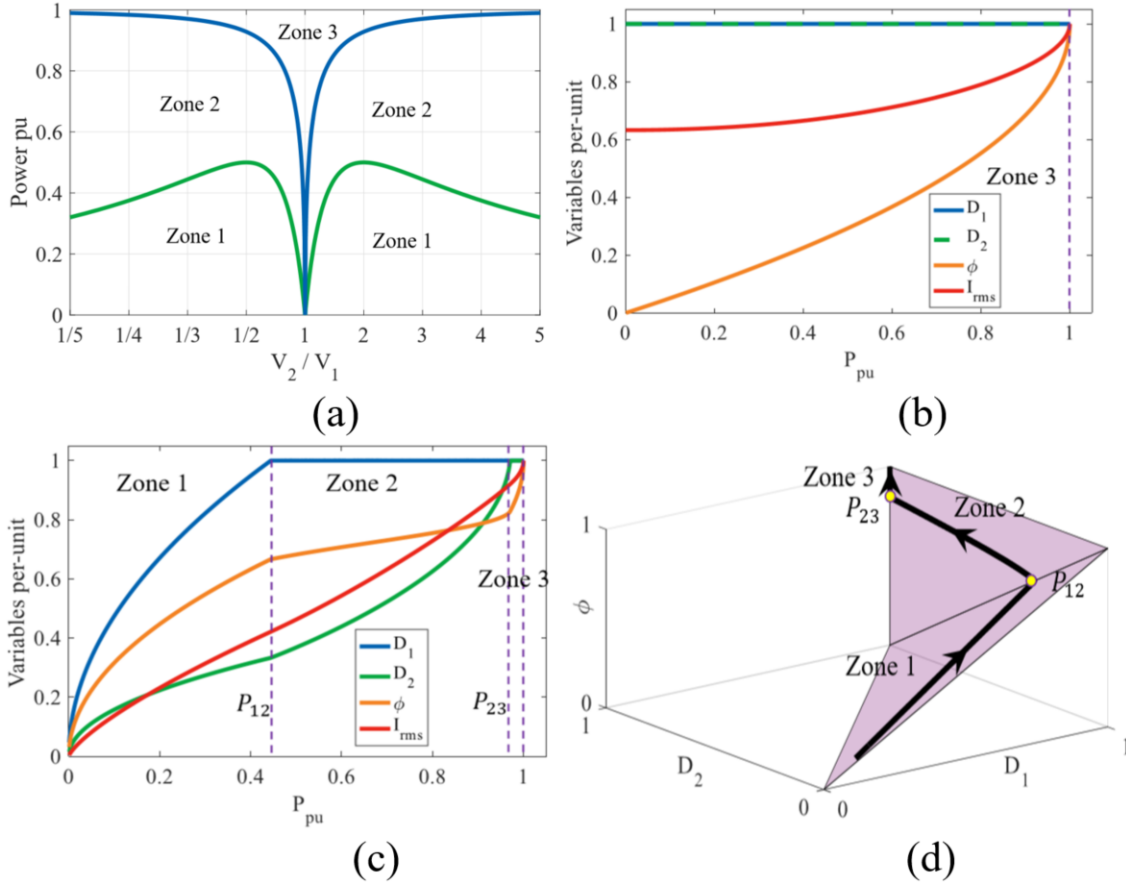 Zone 3
Zone 2
Zone 2
Zone 1
Zone 1
Power pu
1
0.8
0.6
0.4
0.2
0
1/5
1/4
1/3
1/2
1
2
3
4
5
V2 / V1
(a)
Variables per-unit
1
0.8
0.6
0.4
0.2
0
Zone 3
D1
D2
ϕ
Irms
0
0.2
0.4
0.6
0.8
1
Ppu
(b)
Variables per-unit
1
0.8
0.6
0.4
0.2
0
Zone 1
Zone 2
Zone 3
P12
P23
D1
D2
ϕ
Irms
0
0.2
0.4
0.6
0.8
1
Ppu
(c)
Zone 3
P23
Zone 2
P12
Zone 1
1
ϕ
0
1
D2
0
0
D1
1
(d)